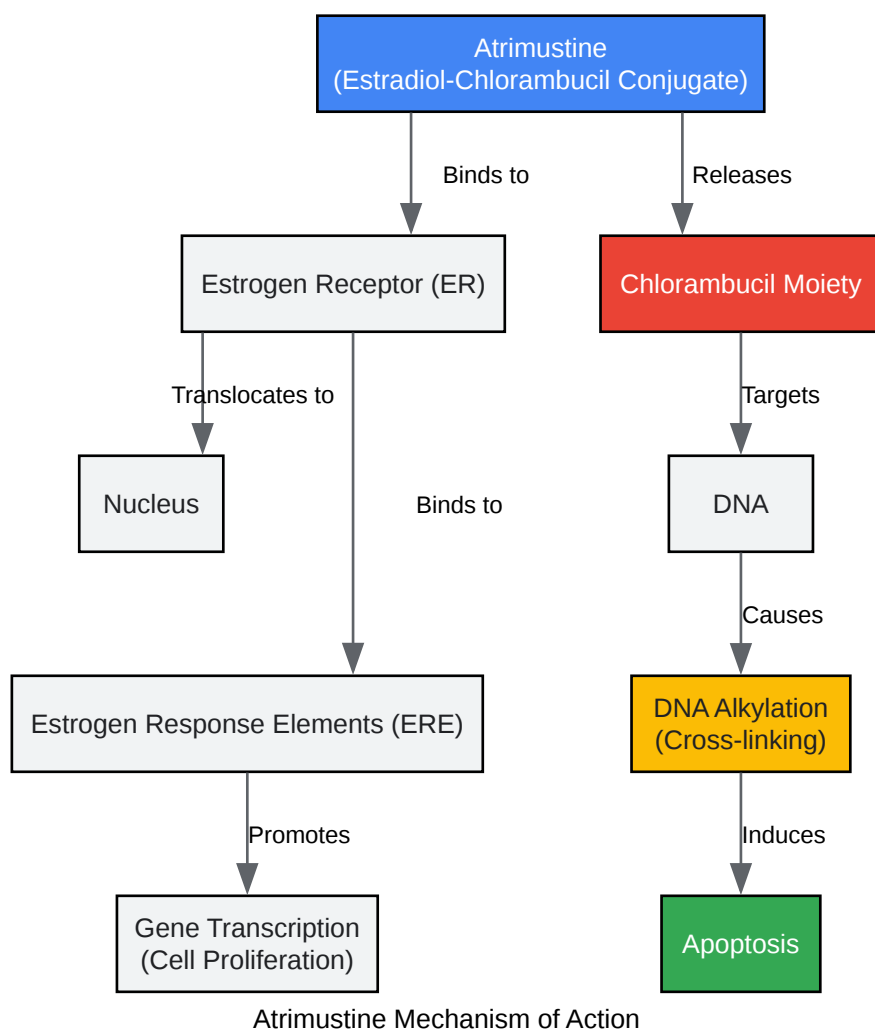 Atrimustine
(Estradiol-Chlorambucil Conjugate)
Binds to
Releases
Estrogen Receptor (ER)
Chlorambucil Moiety
Translocates to
Targets
Nucleus
Binds to
DNA
Causes
Estrogen Response Elements (ERE)
DNA Alkylation
(Cross-linking)
Promotes
Induces
Gene Transcription
(Cell Proliferation)
Apoptosis
Atrimustine Mechanism of Action